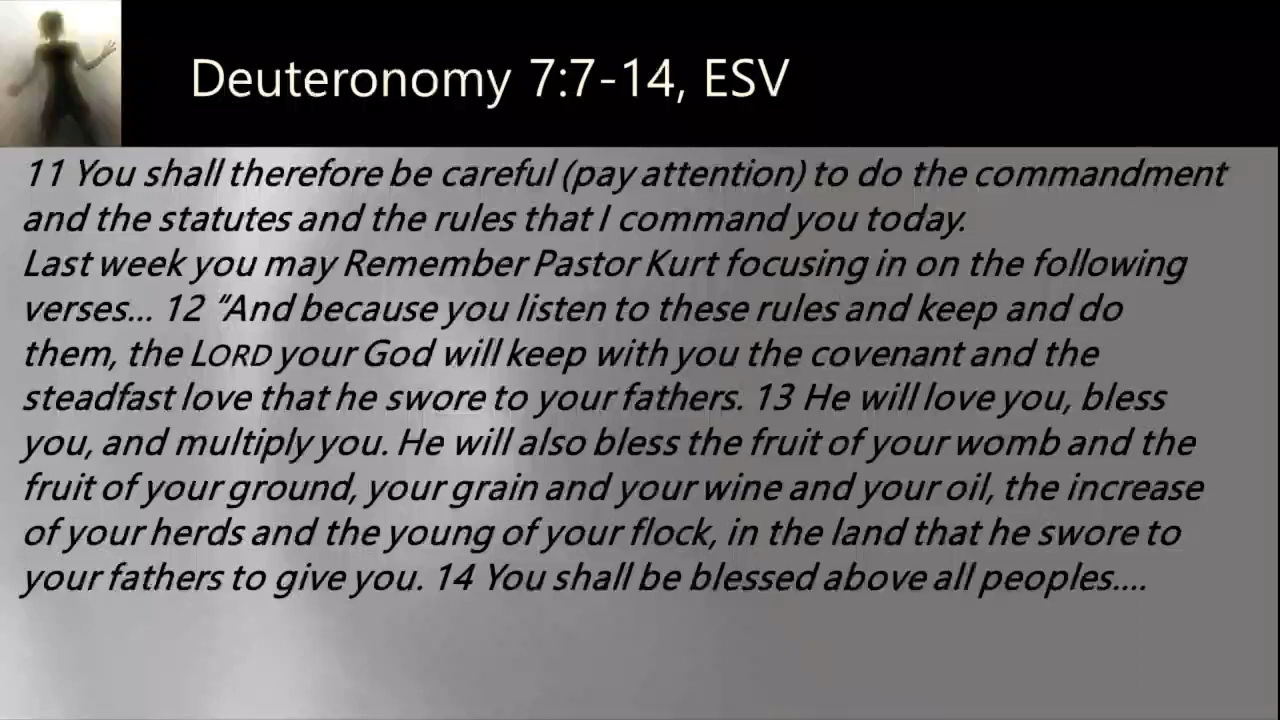 Deuteronomy 7:7-14, ESV
11 You shall therefore be careful (pay attention) to do the commandment
and the statutes and the rules that I command you today.
Last week you may Remember Pastor Kurt focusing in on the following
verses... 12 “And because you listen to these rules and keep and do
them, the LORD your God will keep with you the covenant and the
steadfast love that he swore to your fathers. 13 He will love you, bless
you, and multiply you. He will also bless the fruit of your womb and the
fruit of your ground, your grain and your wine and your oil, the increase
of your herds and the young of your flock, in the land that he swore to
your fathers to give you. 14 You shall be blessed above all peoples....